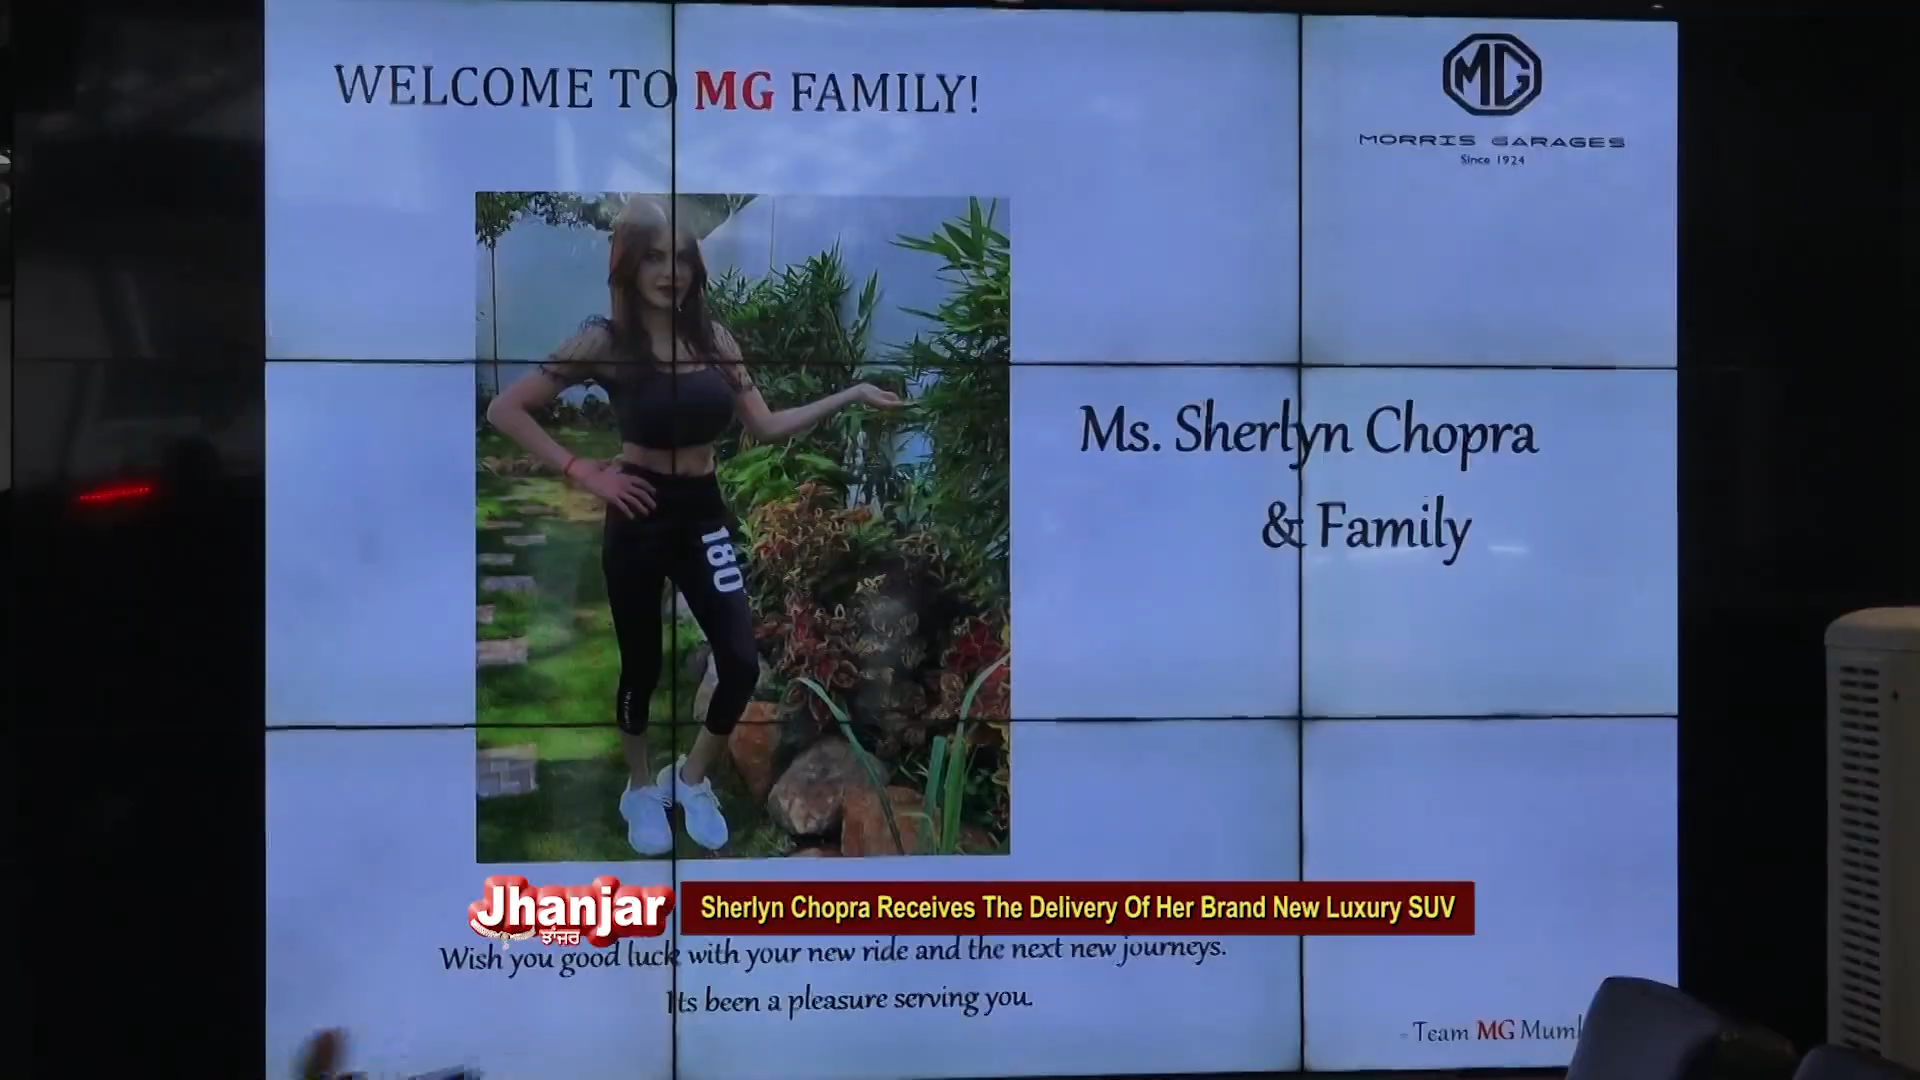 WELCOME TO MG FAMILY!
MG
MORRIS GARAGES
Since 1924
Ms. Sherlyn Chopra
& Family
180
Jhanjar
ਝਾਂਜਰ
Sherlyn Chopra Receives The Delivery Of Her Brand New Luxury SUV
Wish you good luck with your new ride and the next new journeys.
Its been a pleasure serving you.
- Team MG